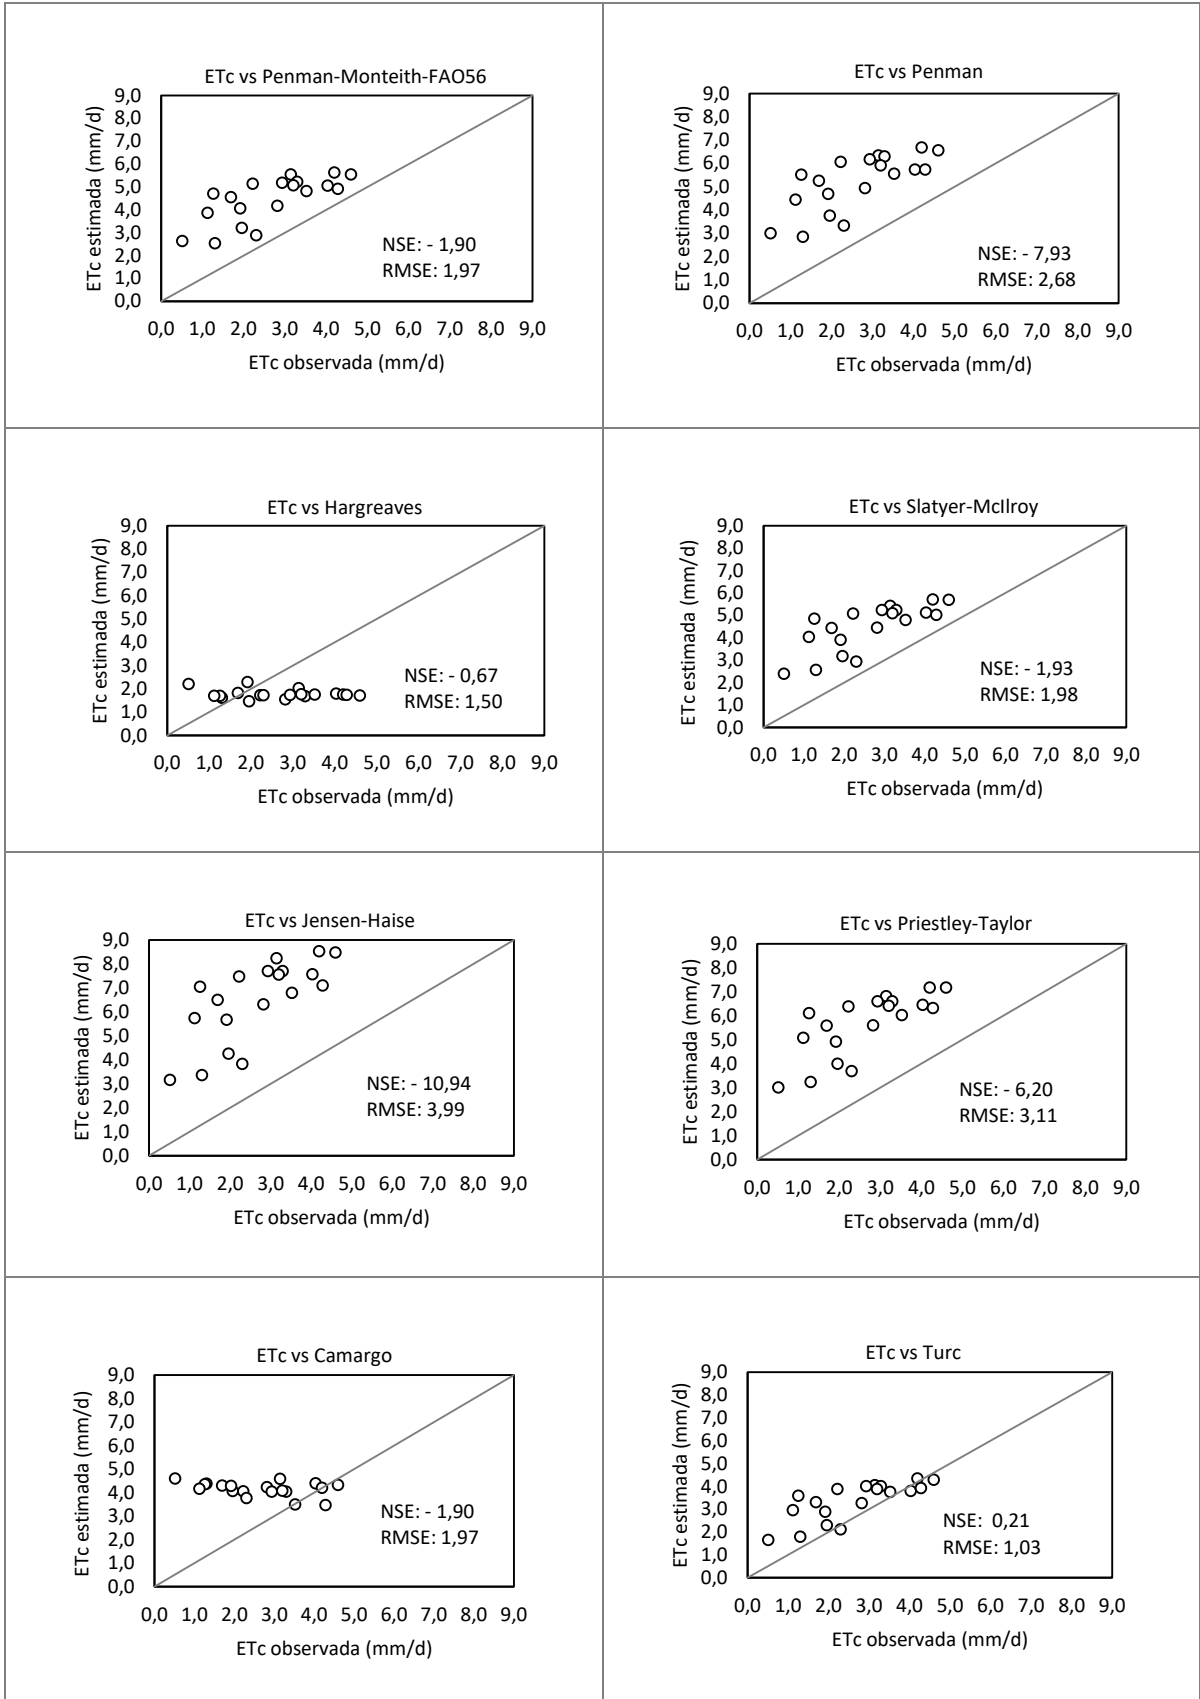 ETc vs Penman-Monteith-FAO56
ETc estimada (mm/d)
9,0
8,0
7,0
6,0
5,0
4,0
3,0
2,0
1,0
0,0
NSE: - 1,90
RMSE: 1,97
0,0 1,0 2,0 3,0 4,0 5,0 6,0 7,0 8,0 9,0
ETc observada (mm/d)
ETc vs Penman
ETc estimada (mm/d)
9,0
8,0
7,0
6,0
5,0
4,0
3,0
2,0
1,0
0,0
NSE: - 7,93
RMSE: 2,68
0,0 1,0 2,0 3,0 4,0 5,0 6,0 7,0 8,0 9,0
ETc observada (mm/d)
ETc vs Hargreaves
ETc estimada (mm/d)
9,0
8,0
7,0
6,0
5,0
4,0
3,0
2,0
1,0
0,0
NSE: - 0,67
RMSE: 1,50
0,0 1,0 2,0 3,0 4,0 5,0 6,0 7,0 8,0 9,0
ETc observada (mm/d)
ETc vs Slatyer-McIlroy
ETc estimada (mm/d)
9,0
8,0
7,0
6,0
5,0
4,0
3,0
2,0
1,0
0,0
NSE: - 1,93
RMSE: 1,98
0,0 1,0 2,0 3,0 4,0 5,0 6,0 7,0 8,0 9,0
ETc observada (mm/d)
ETc vs Jensen-Haise
ETc estimada (mm/d)
9,0
8,0
7,0
6,0
5,0
4,0
3,0
2,0
1,0
0,0
NSE: - 10,94
RMSE: 3,99
0,0 1,0 2,0 3,0 4,0 5,0 6,0 7,0 8,0 9,0
ETc observada (mm/d)
ETc vs Priestley-Taylor
ETc estimada (mm/d)
9,0
8,0
7,0
6,0
5,0
4,0
3,0
2,0
1,0
0,0
NSE: - 6,20
RMSE: 3,11
0,0 1,0 2,0 3,0 4,0 5,0 6,0 7,0 8,0 9,0
ETc observada (mm/d)
ETc vs Camargo
ETc estimada (mm/d)
9,0
8,0
7,0
6,0
5,0
4,0
3,0
2,0
1,0
0,0
NSE: - 1,90
RMSE: 1,97
0,0 1,0 2,0 3,0 4,0 5,0 6,0 7,0 8,0 9,0
ETc observada (mm/d)
ETc vs Turc
ETc estimada (mm/d)
9,0
8,0
7,0
6,0
5,0
4,0
3,0
2,0
1,0
0,0
NSE: 0,21
RMSE: 1,03
0,0 1,0 2,0 3,0 4,0 5,0 6,0 7,0 8,0 9,0
ETc observada (mm/d)